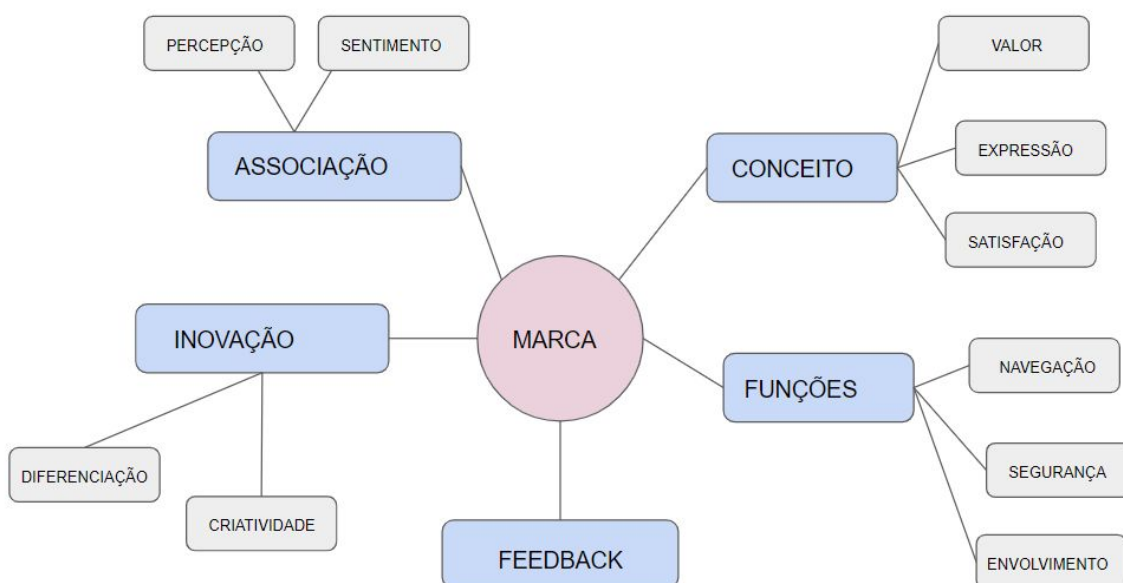 PERCEPÇÃO
SENTIMENTO
VALOR
ASSOCIAÇÃO
CONCEITO
EXPRESSÃO
SATISFAÇÃO
INOVAÇÃO
MARCA
NAVEGAÇÃO
FUNÇÕES
DIFERENCIAÇÃO
SEGURANÇA
CRIATIVIDADE
FEEDBACK
ENVOLVIMENTO